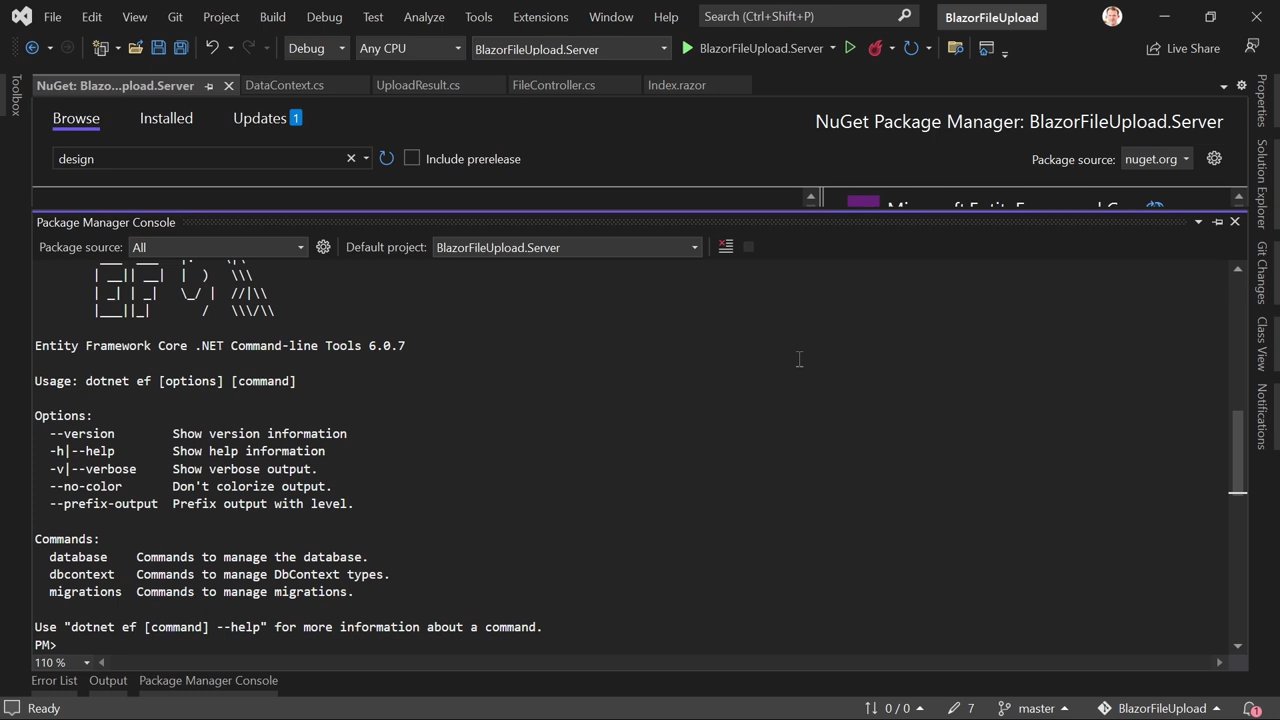 File Edit View Git Project Build Debug Test Analyze Tools Extensions Window Help Search (Ctrl+Shift+P) BlazorFileUpload
Debug Any CPU BlazorFileUpload.Server BlazorFileUpload.Server Live Share
NuGet: Blazo...pload.Server DataContext.cs UploadResult.cs FileController.cs Index.razor
Toolbox
Browse Installed Updates 1 NuGet Package Manager: BlazorFileUpload.Server
design Include prerelease Package source: nuget.org
Package Manager Console
Package source: All Default project: BlazorFileUpload.Server
Entity Framework Core .NET Command-line Tools 6.0.7
Usage: dotnet ef [options] [command]
Options:
--version Show version information
-h|--help Show help information
-v|--verbose Show verbose output.
--no-color Don't colorize output.
--prefix-output Prefix output with level.
Commands:
database Commands to manage the database.
dbcontext Commands to manage DbContext types.
migrations Commands to manage migrations.
Use "dotnet ef [command] --help" for more information about a command.
PM>
110 %
Error List Output Package Manager Console
Ready 0 / 0 7 master BlazorFileUpload 1
Properties
Solution Explorer
Git Changes
Class View
Notifications